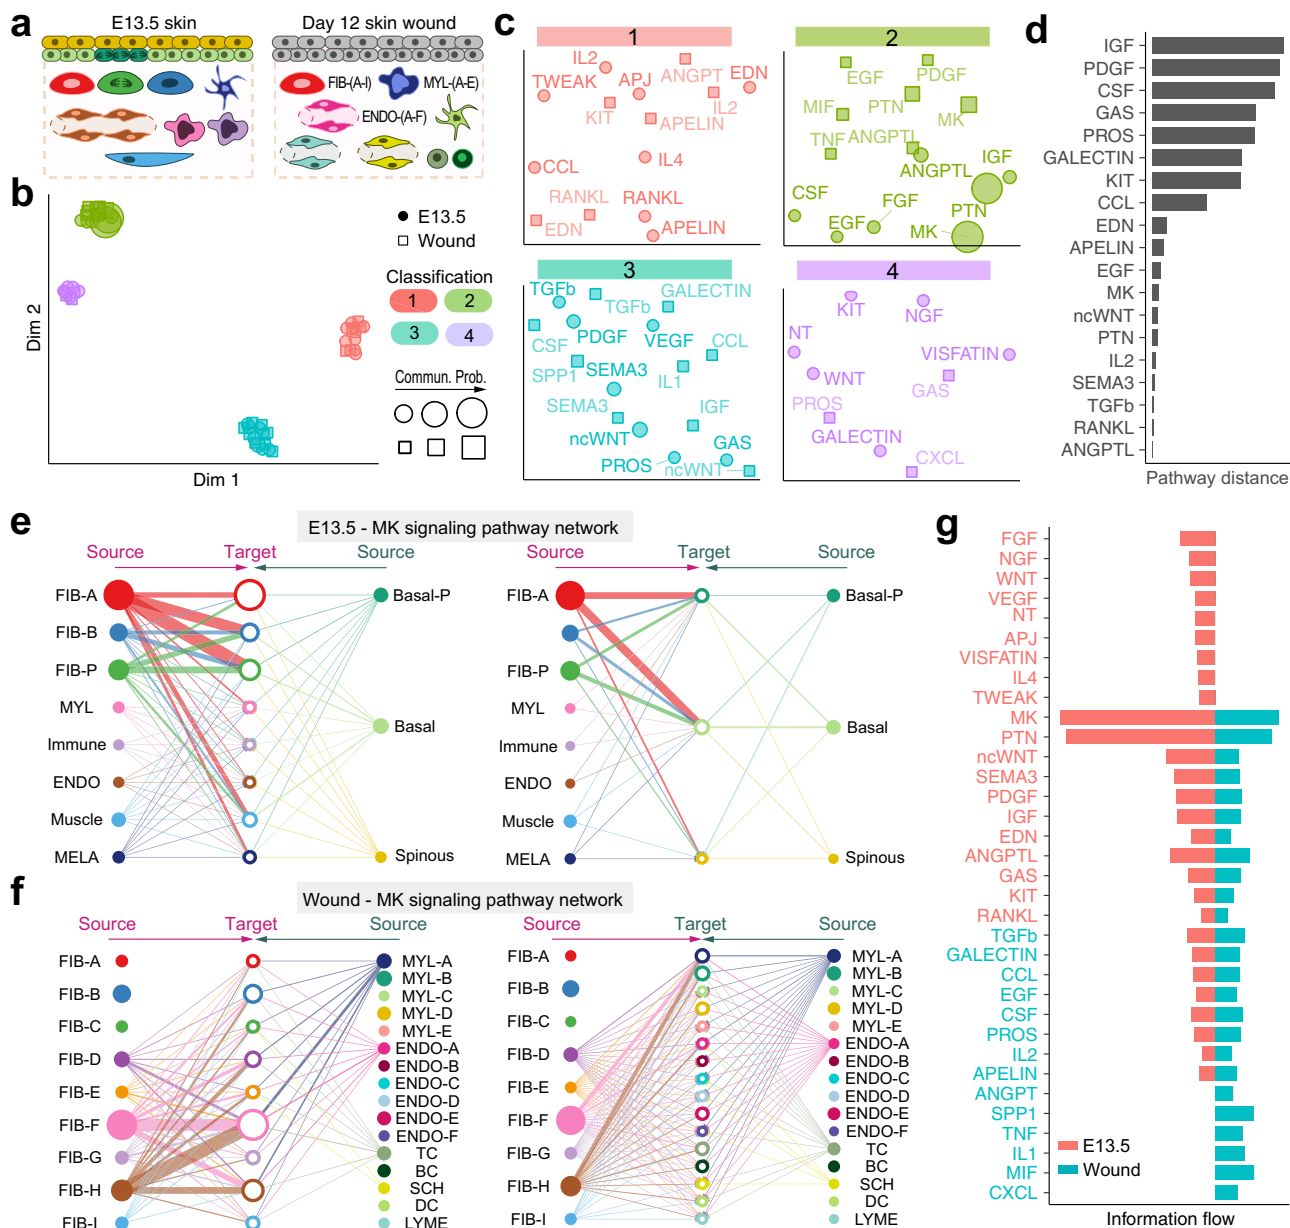 a
E13.5 skin
Day 12 skin wound
FIB-(A-I)
MYL-(A-E)
ENDO-(A-F)
b
Dim 2
Dim 1
E13.5
Wound
Classification
1
2
3
4
Commun. Prob.
c
1
IL2
ANGPT
EDN
TWEAK
APJ
KIT
IL2
APELIN
CCL
IL4
RANKL
RANKL
EDN
APELIN
2
EGF
PDGF
MIF
PTN
MK
TNF
ANGPTL
ANGPTL
IGF
CSF
FGF
EGF
PTN
MK
3
TGFb
TGFb
GALECTIN
CSF
PDGF
VEGF
CCL
SPP1
SEMA3
IL1
SEMA3
IGF
ncWNT
GAS
PROS
ncWNT
4
KIT
NGF
NT
VISFATIN
WNT
GAS
PROS
GALECTIN
CXCL
d
IGF
PDGF
CSF
GAS
PROS
GALECTIN
KIT
CCL
EDN
APELIN
EGF
MK
ncWNT
PTN
IL2
SEMA3
TGFb
RANKL
ANGPTL
Pathway distance
e
E13.5 - MK signaling pathway network
Source
Target
Source
FIB-A
FIB-B
FIB-P
MYL
Immune
ENDO
Muscle
MELA
Basal-P
Basal
Spinous
Source
Target
Source
FIB-A
FIB-P
MYL
Immune
ENDO
Muscle
MELA
Basal-P
Basal
Spinous
f
Wound - MK signaling pathway network
Source
Target
Source
FIB-A
FIB-B
FIB-C
FIB-D
FIB-E
FIB-F
FIB-G
FIB-H
FIB-I
MYL-A
MYL-B
MYL-C
MYL-D
MYL-E
ENDO-A
ENDO-B
ENDO-C
ENDO-D
ENDO-E
ENDO-F
TC
BC
SCH
DC
LYME
Source
Target
Source
FIB-A
FIB-B
FIB-C
FIB-D
FIB-E
FIB-F
FIB-G
FIB-H
FIB-I
MYL-A
MYL-B
MYL-C
MYL-D
MYL-E
ENDO-A
ENDO-B
ENDO-C
ENDO-D
ENDO-E
ENDO-F
TC
BC
SCH
DC
LYME
g
FGF
NGF
WNT
VEGF
NT
APJ
VISFATIN
IL4
TWEAK
MK
PTN
ncWNT
SEMA3
PDGF
IGF
EDN
ANGPTL
GAS
KIT
RANKL
TGFb
GALECTIN
CCL
EGF
CSF
PROS
IL2
APELIN
ANGPT
SPP1
TNF
IL1
MIF
CXCL
E13.5
Wound
Information flow